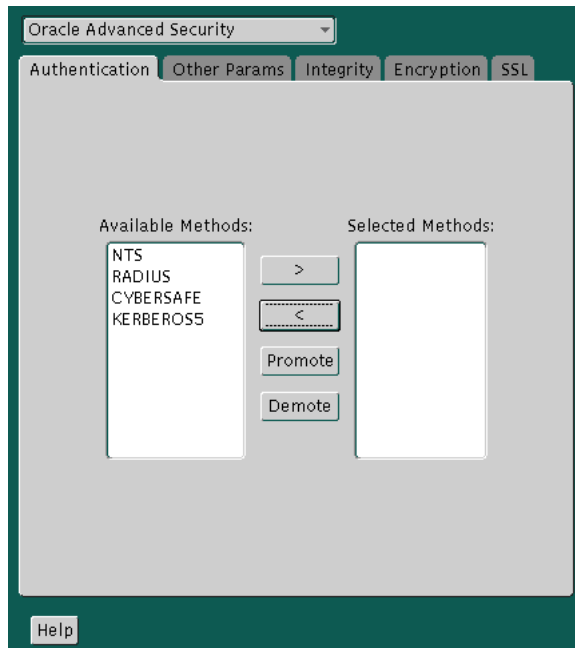 Oracle Advanced Security
Authentication Other Params Integrity Encryption SSL
Available Methods: Selected Methods:
NTS
RADIUS
CYBERSAFE
KERBEROS5
>
<
Promote
Demote
Help